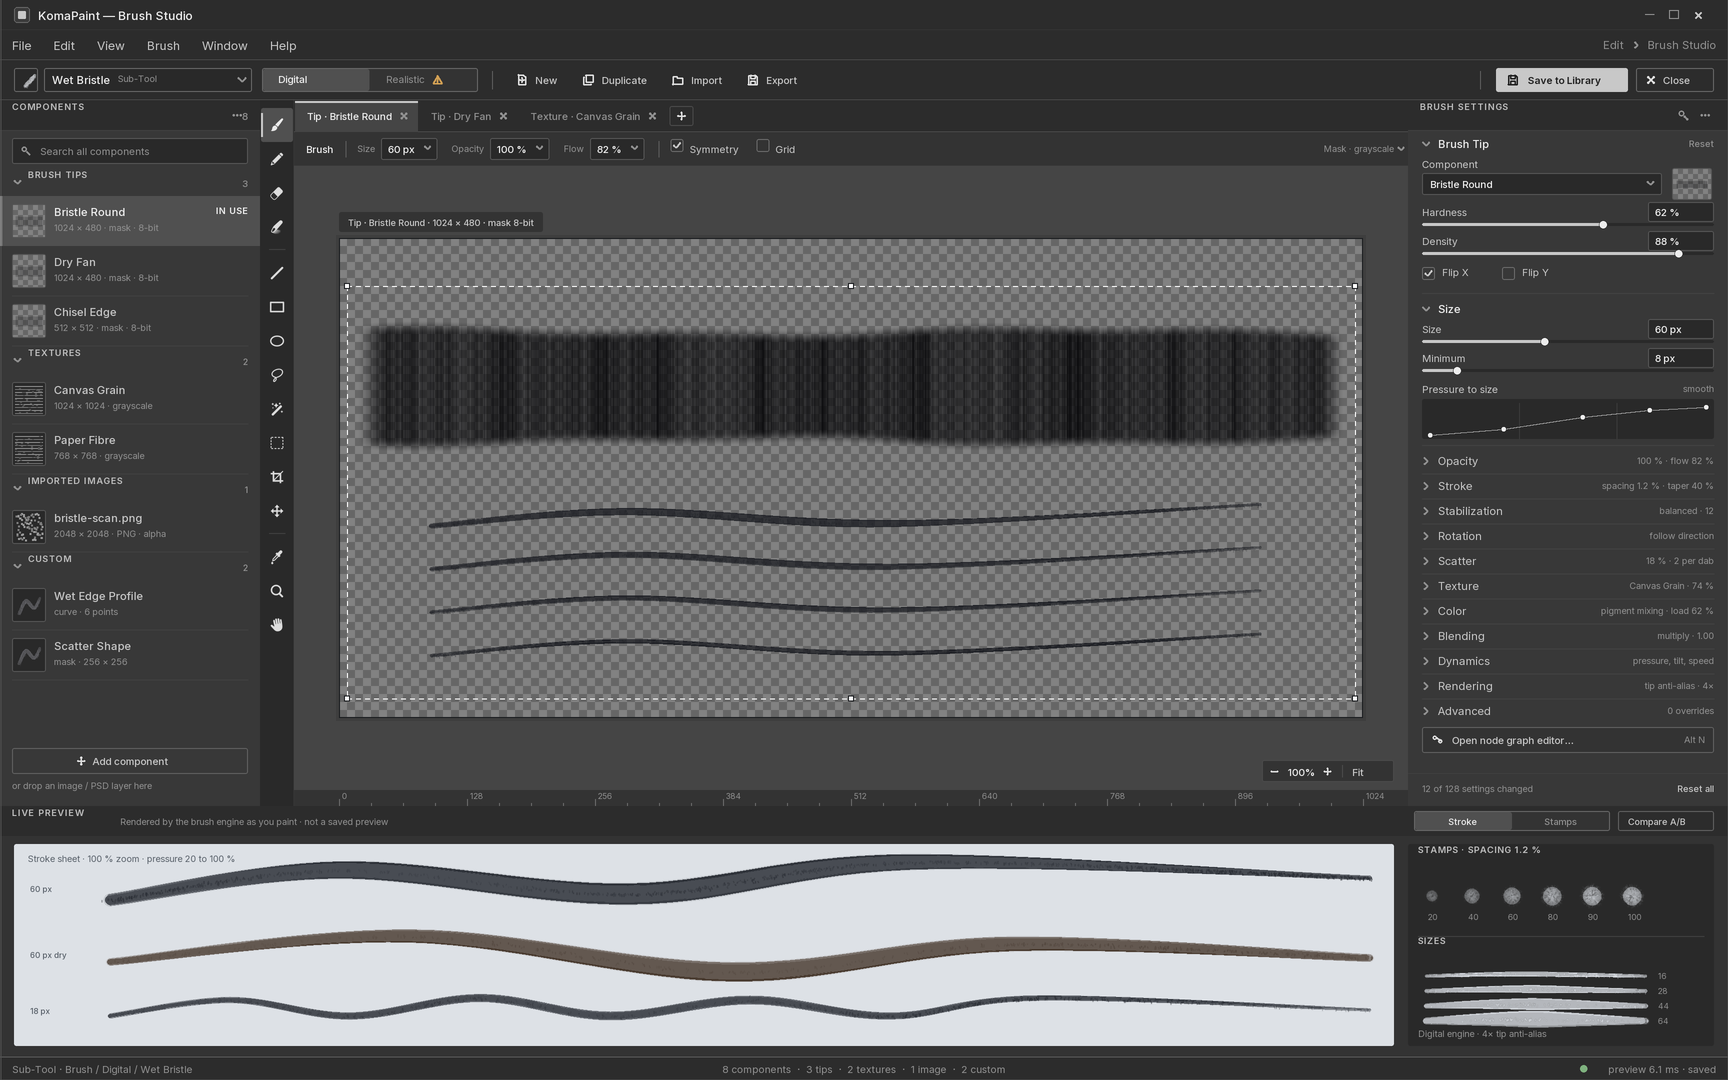 KomaPaint — Brush Studio
File Edit View Brush Window Help
Edit > Brush Studio
Wet Bristle Sub-Tool
Digital Realistic
New Duplicate Import Export
Save to Library
Close
COMPONENTS
8
Search all components
BRUSH TIPS
3
Bristle Round
IN USE
1024 × 480 · mask · 8-bit
Dry Fan
1024 × 480 · mask · 8-bit
Chisel Edge
512 × 512 · mask · 8-bit
TEXTURES
2
Canvas Grain
1024 × 1024 · grayscale
Paper Fibre
768 × 768 · grayscale
IMPORTED IMAGES
1
bristle-scan.png
2048 × 2048 · PNG · alpha
CUSTOM
2
Wet Edge Profile
curve · 6 points
Scatter Shape
mask · 256 × 256
Add component
or drop an image / PSD layer here
Tip · Bristle Round
Tip · Dry Fan
Texture · Canvas Grain
Brush Size 60 px Opacity 100 % Flow 82 % Symmetry Grid
Mask · grayscale
Tip · Bristle Round · 1024 × 480 · mask 8-bit
100% Fit
0 128 256 384 512 640 768 896 1024
BRUSH SETTINGS
Brush Tip Reset
Component
Bristle Round
Hardness 62 %
Density 88 %
Flip X Flip Y
Size
Size 60 px
Minimum 8 px
Pressure to size smooth
Opacity 100 % · flow 82 %
Stroke spacing 1.2 % · taper 40 %
Stabilization balanced · 12
Rotation follow direction
Scatter 18 % · 2 per dab
Texture Canvas Grain · 74 %
Color pigment mixing · load 62 %
Blending multiply · 1.00
Dynamics pressure, tilt, speed
Rendering tip anti-alias · 4×
Advanced 0 overrides
Open node graph editor... Alt N
12 of 128 settings changed Reset all
LIVE PREVIEW
Rendered by the brush engine as you paint · not a saved preview
Stroke Stamps Compare A/B
Stroke sheet · 100 % zoom · pressure 20 to 100 %
60 px
60 px dry
18 px
STAMPS · SPACING 1.2 %
20 40 60 80 90 100
SIZES
16
28
44
64
Digital engine · 4× tip anti-alias
Sub-Tool · Brush / Digital / Wet Bristle
8 components · 3 tips · 2 textures · 1 image · 2 custom
preview 6.1 ms · saved